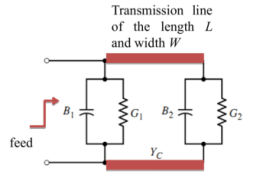 Transmission line
of the length L
and width W
B1
G1
B2
G2
feed
YC